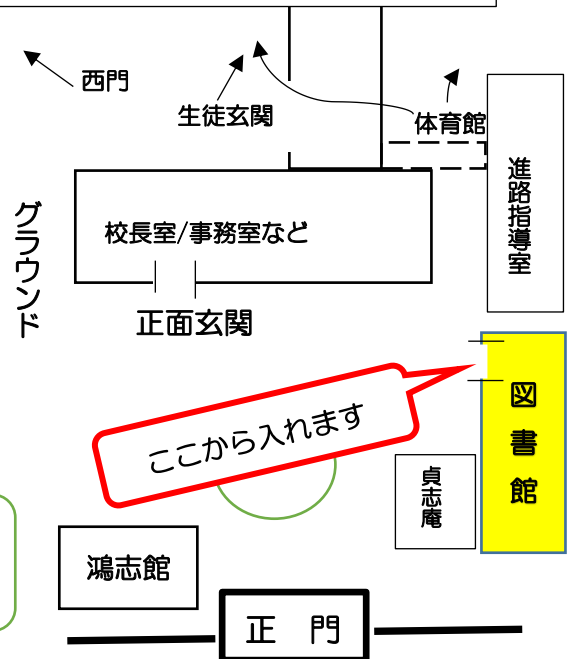 西門
生徒玄関
体育館
進路指導室
グラウンド
校長室/事務室など
正面玄関
ここから入れます
図書館
貞志庵
鴻志館
正　門